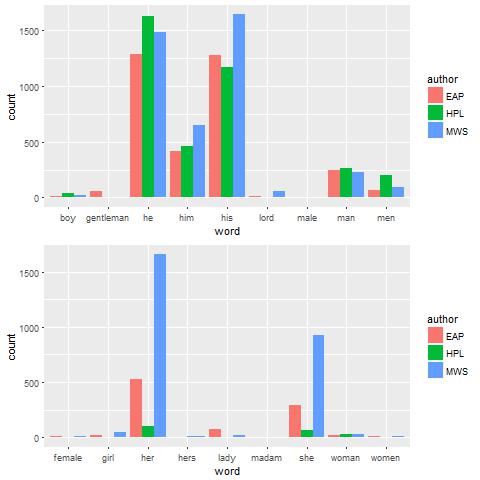 1500
1000
500
0
count
boy gentleman he him his lord male man men
word
author
EAP
HPL
MWS
1500
1000
500
0
count
female girl her hers lady madam she woman women
word
author
EAP
HPL
MWS